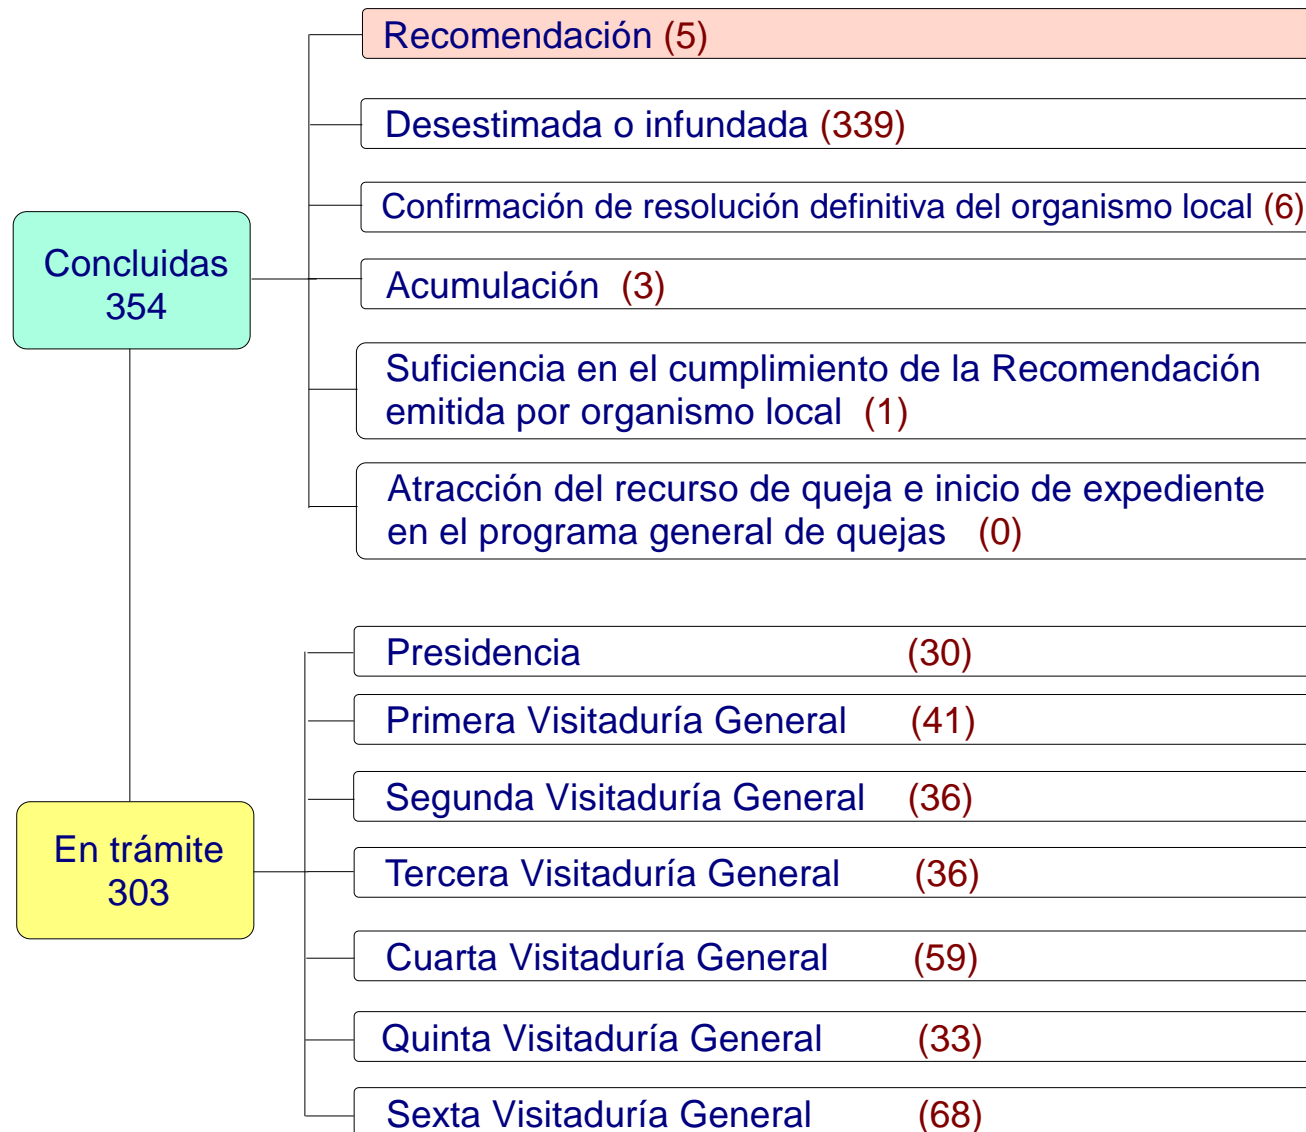 Recomendación (5)
Desestimada o infundada (339)
Confirmación de resolución definitiva del organismo local (6)
Concluidas
354
Acumulación (3)
Suficiencia en el cumplimiento de la Recomendación
emitida por organismo local (1)
Atracción del recurso de queja e inicio de expediente
en el programa general de quejas (0)
Presidencia (30)
Primera Visitaduría General (41)
Segunda Visitaduría General (36)
En trámite
303
Tercera Visitaduría General (36)
Cuarta Visitaduría General (59)
Quinta Visitaduría General (33)
Sexta Visitaduría General (68)